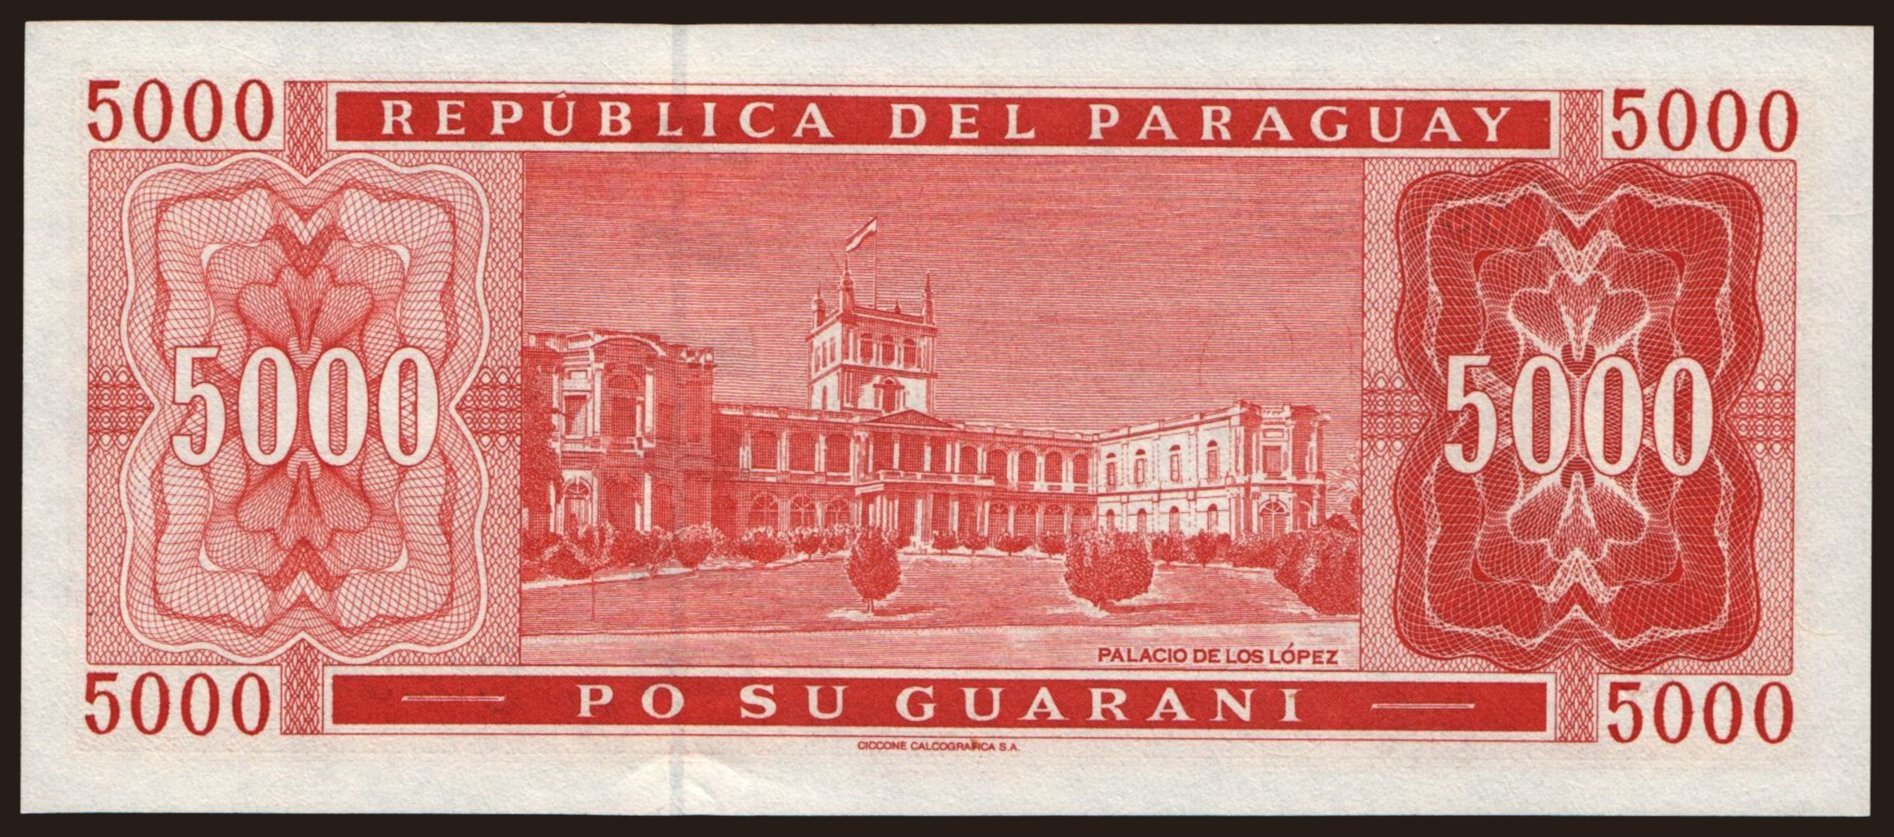 5000 REPÚBLICA DEL PARAGUAY 5000
5000 5000
PALACIO DE LOS LÓPEZ
5000 PO SU GUARANI 5000
CICCONE CALCOGRAFICA S.A.